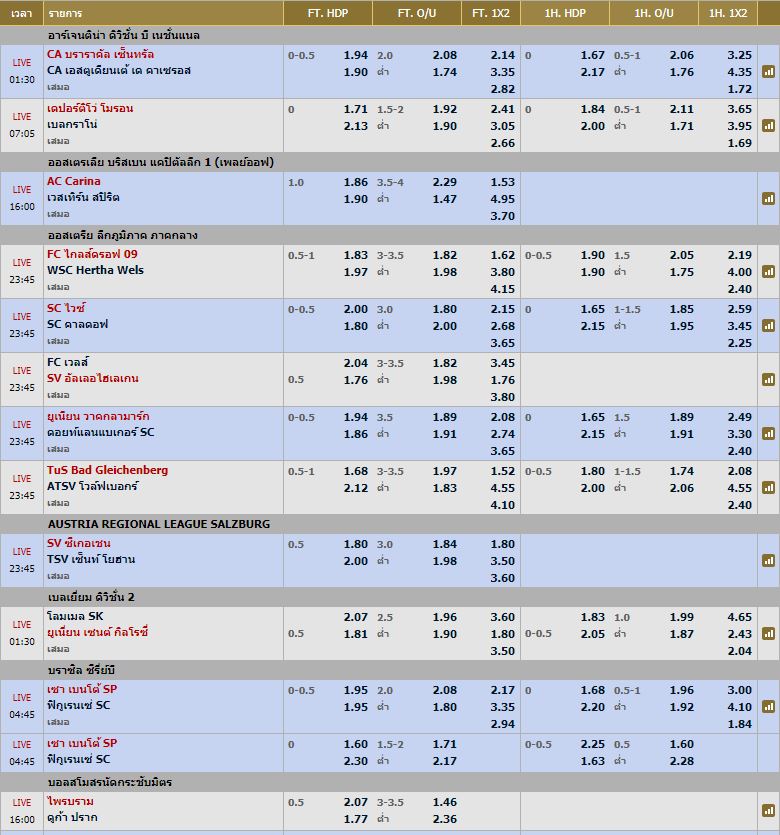 เวลา รายการ FT. HDP FT. O/U FT. 1X2 1H. HDP 1H. O/U 1H. 1X2
อาร์เจนติน่า ดิวิชั่น บี เนชั่นแนล
LIVE 01:30
CA บราราคัล เซ็นทรัล 0-0.5 1.94 2.0 2.08 2.14 0 1.67 0.5-1 2.06 3.25
CA เอสตูเดียนเต้ เด คาเซรอส 1.90 ต่ำ 1.74 3.35 2.17 ต่ำ 1.76 4.35
เสมอ 2.82 1.72
LIVE 07:05
เดปอร์ติโว่ โมรอน 0 1.71 1.5-2 1.92 2.41 0 1.84 0.5-1 2.11 3.65
เบลกราโน่ 2.13 ต่ำ 1.90 3.05 2.00 ต่ำ 1.71 3.95
เสมอ 2.66 1.69
ออสเตรเลีย บริสเบน แคปิตัลลีก 1 (เพลย์ออฟ)
LIVE 16:00
AC Carina 1.0 1.86 3.5-4 2.29 1.53
เวสเทิร์น สปิริต 1.90 ต่ำ 1.47 4.95
เสมอ 3.70
ออสเตรีย ลีกภูมิภาค ภาคกลาง
LIVE 23:45
FC ไกลส์ดรอฟ 09 0.5-1 1.83 3-3.5 1.82 1.62 0-0.5 1.90 1.5 2.05 2.19
WSC Hertha Wels 1.97 ต่ำ 1.98 3.80 1.90 ต่ำ 1.75 4.00
เสมอ 4.15 2.40
LIVE 23:45
SC ไวซ์ 0-0.5 2.00 3.0 1.80 2.15 0 1.65 1-1.5 1.85 2.59
SC คาลดอฟ 1.80 ต่ำ 2.00 2.68 2.15 ต่ำ 1.95 3.45
เสมอ 3.65 2.25
LIVE 23:45
FC เวลส์ 2.04 3-3.5 1.82 3.45
SV อัลเลอไฮเลเกน 0.5 1.76 ต่ำ 1.98 1.76
เสมอ 3.80
LIVE 23:45
ยูเนียน วาดกลามาร์ก 0-0.5 1.94 3.5 1.89 2.08 0 1.65 1.5 1.89 2.49
ดอยท์แลนแบเกอร์ SC 1.86 ต่ำ 1.91 2.74 2.15 ต่ำ 1.91 3.30
เสมอ 3.65 2.40
LIVE 23:45
TuS Bad Gleichenberg 0.5-1 1.68 3-3.5 1.97 1.52 0-0.5 1.80 1-1.5 1.74 2.08
ATSV โวล์ฟเบอกร์ 2.12 ต่ำ 1.83 4.55 2.00 ต่ำ 2.06 4.55
เสมอ 4.10 2.40
AUSTRIA REGIONAL LEAGUE SALZBURG
LIVE 23:45
SV ซีเกอเซน 0.5 1.80 3.0 1.84 1.80
TSV เซ็นท์ โยฮาน 2.00 ต่ำ 1.98 3.50
เสมอ 3.60
เบลเยี่ยม ดิวิชั่น 2
LIVE 01:30
โลมเมล SK 2.07 2.5 1.96 3.60 1.83 1.0 1.99 4.65
ยูเนี่ยน เซนต์ กิลโรซี่ 0.5 1.81 ต่ำ 1.90 1.80 0-0.5 2.05 ต่ำ 1.87 2.43
เสมอ 3.50 2.04
บราซิล ซีรี่ย์บี
LIVE 04:45
เซา เบนโต้ SP 0-0.5 1.95 2.0 2.08 2.17 0 1.68 0.5-1 1.96 3.00
ฟิกูเรนเซ่ SC 1.95 ต่ำ 1.80 3.35 2.20 ต่ำ 1.92 4.10
เสมอ 2.94 1.84
LIVE 04:45
เซา เบนโต้ SP 0 1.60 1.5-2 1.71 0-0.5 2.25 0.5 1.60
ฟิกูเรนเซ่ SC 2.30 ต่ำ 2.17 1.63 ต่ำ 2.28
บอลสโมสรนัดกระชับมิตร
LIVE 16:00
ไพรบราม 0.5 2.07 3-3.5 1.46
ดูก้า ปราก 1.77 ต่ำ 2.36